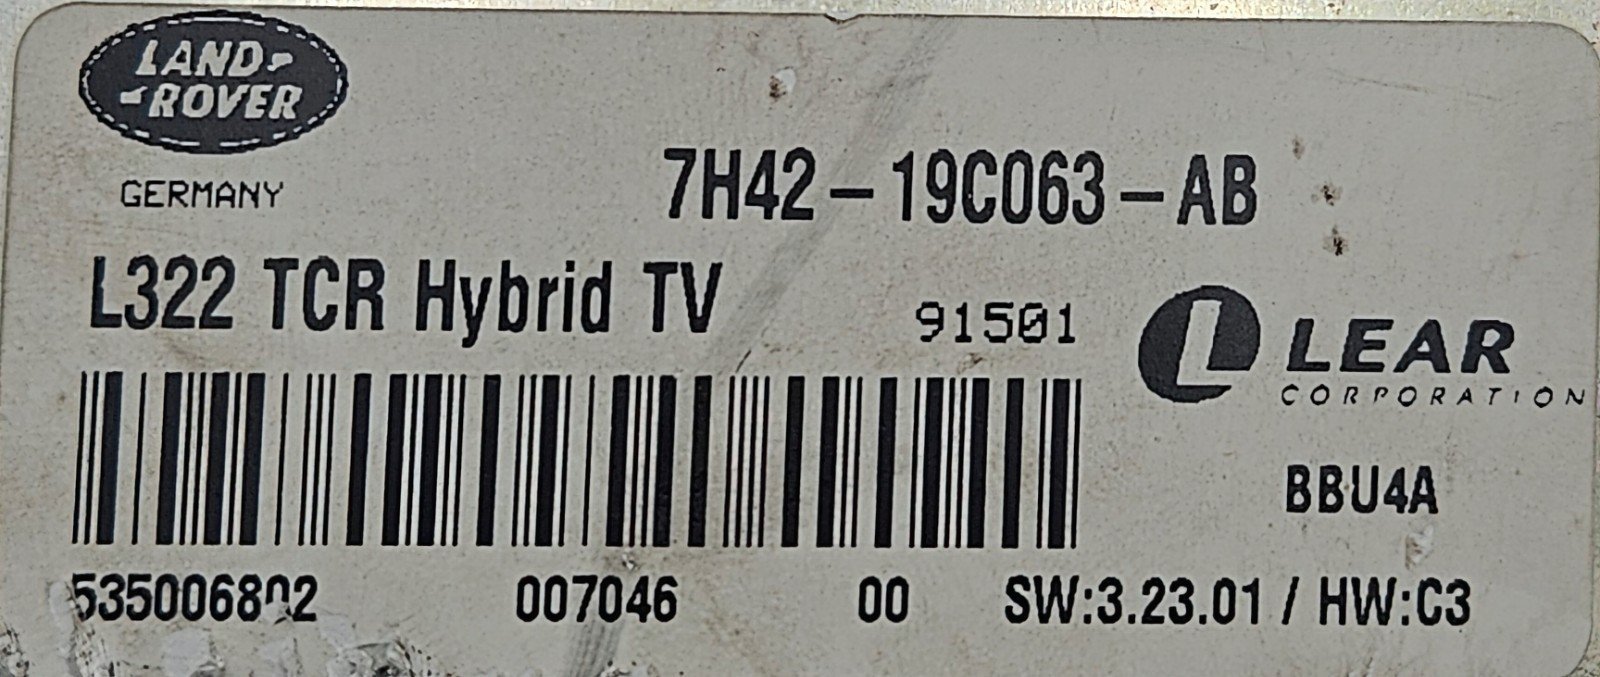 LAND
ROVER
GERMANY
7H42-19C063-AB
L322 TCR Hybrid TV
91501
LEAR
CORPORATION
BBU4A
007046 00 SW:3.23.01 / HW:C3